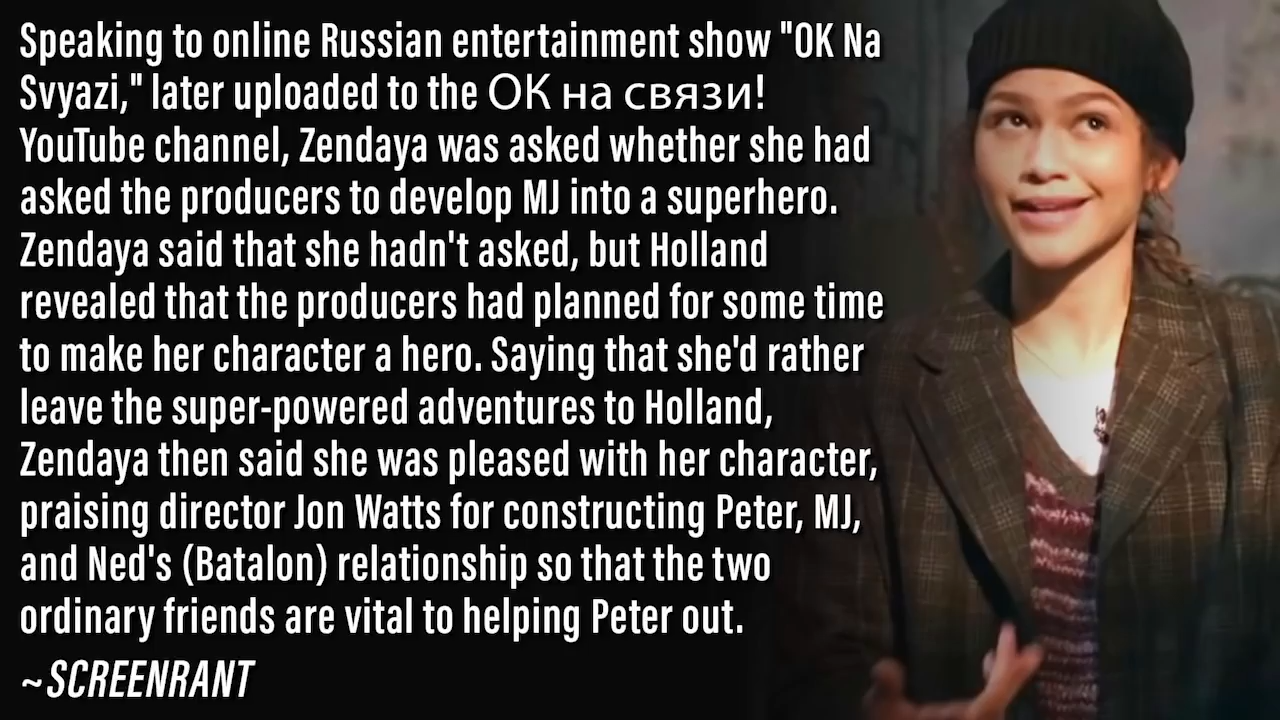 Speaking to online Russian entertainment show "OK Na
Svyazi," later uploaded to the ОК на связи!
YouTube channel, Zendaya was asked whether she had
asked the producers to develop MJ into a superhero.
Zendaya said that she hadn't asked, but Holland
revealed that the producers had planned for some time
to make her character a hero. Saying that she'd rather
leave the super-powered adventures to Holland,
Zendaya then said she was pleased with her character,
praising director Jon Watts for constructing Peter, MJ,
and Ned's (Batalon) relationship so that the two
ordinary friends are vital to helping Peter out.
~SCREENRANT